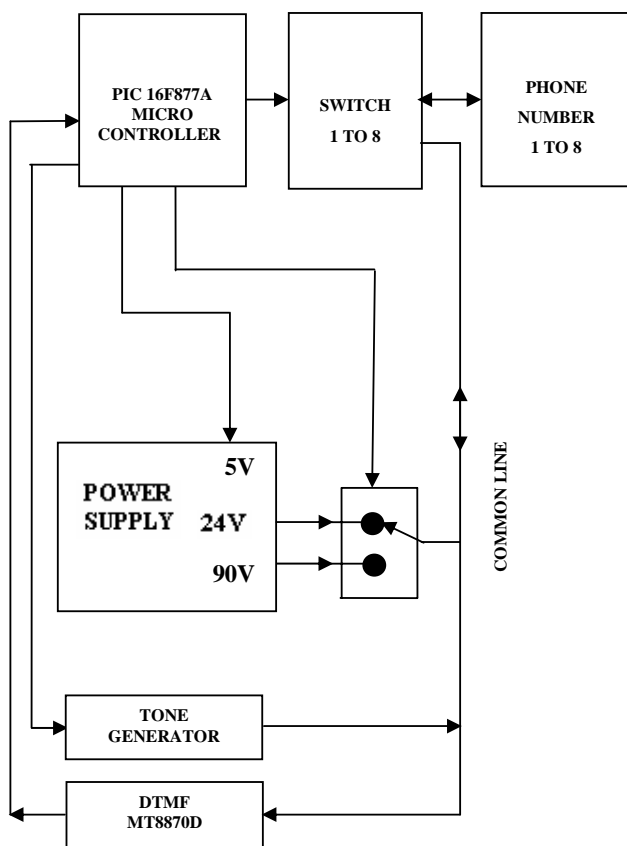 PIC 16F877A
MICRO
CONTROLLER
SWITCH
1 TO 8
PHONE
NUMBER
1 TO 8
5V
POWER
SUPPLY
24V
90V
COMMON LINE
TONE
GENERATOR
DTMF
MT8870D